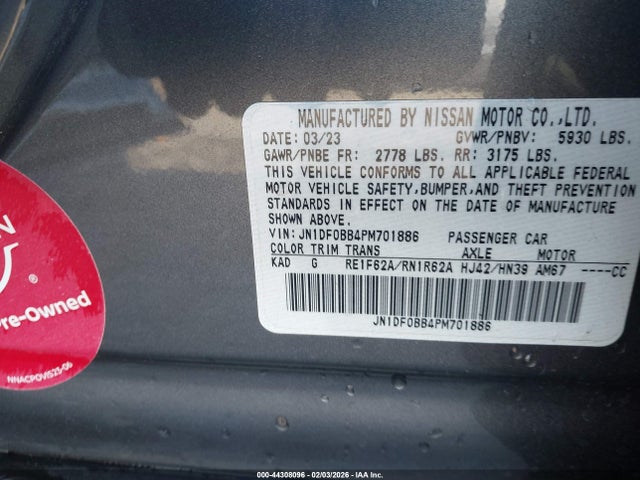 MANUFACTURED BY NISSAN MOTOR CO.,LTD.
DATE: 03/23 GVWR/PNBV: 5930 LBS.
GAWR/PNBE FR: 2778 LBS. RR: 3175 LBS.
THIS VEHICLE CONFORMS TO ALL APPLICABLE FEDERAL
MOTOR VEHICLE SAFETY, BUMPER, AND THEFT PREVENTION
STANDARDS IN EFFECT ON THE DATE OF MANUFACTURE
SHOWN ABOVE.
VIN: JN1DF0BB4PM701886 PASSENGER CAR
COLOR TRIM TRANS AXLE MOTOR
KAD G RE1F62A/RN1R62A HJ42/HN39 AM67 ----CC
JN1DF0BB4PM701886
Pre-Owned
NNACPOVIS23-06
000-44308096 - 02/03/2026 - IAA Inc.